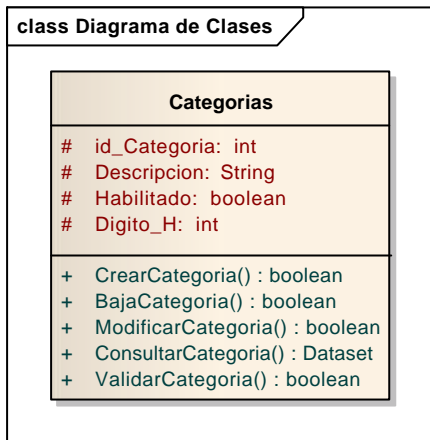 class Diagrama de Clases
Categorias
# id_Categoria: int
# Descripcion: String
# Habilitado: boolean
# Digito_H: int
+ CrearCategoria() : boolean
+ BajaCategoria() : boolean
+ ModificarCategoria() : boolean
+ ConsultarCategoria() : Dataset
+ ValidarCategoria() : boolean